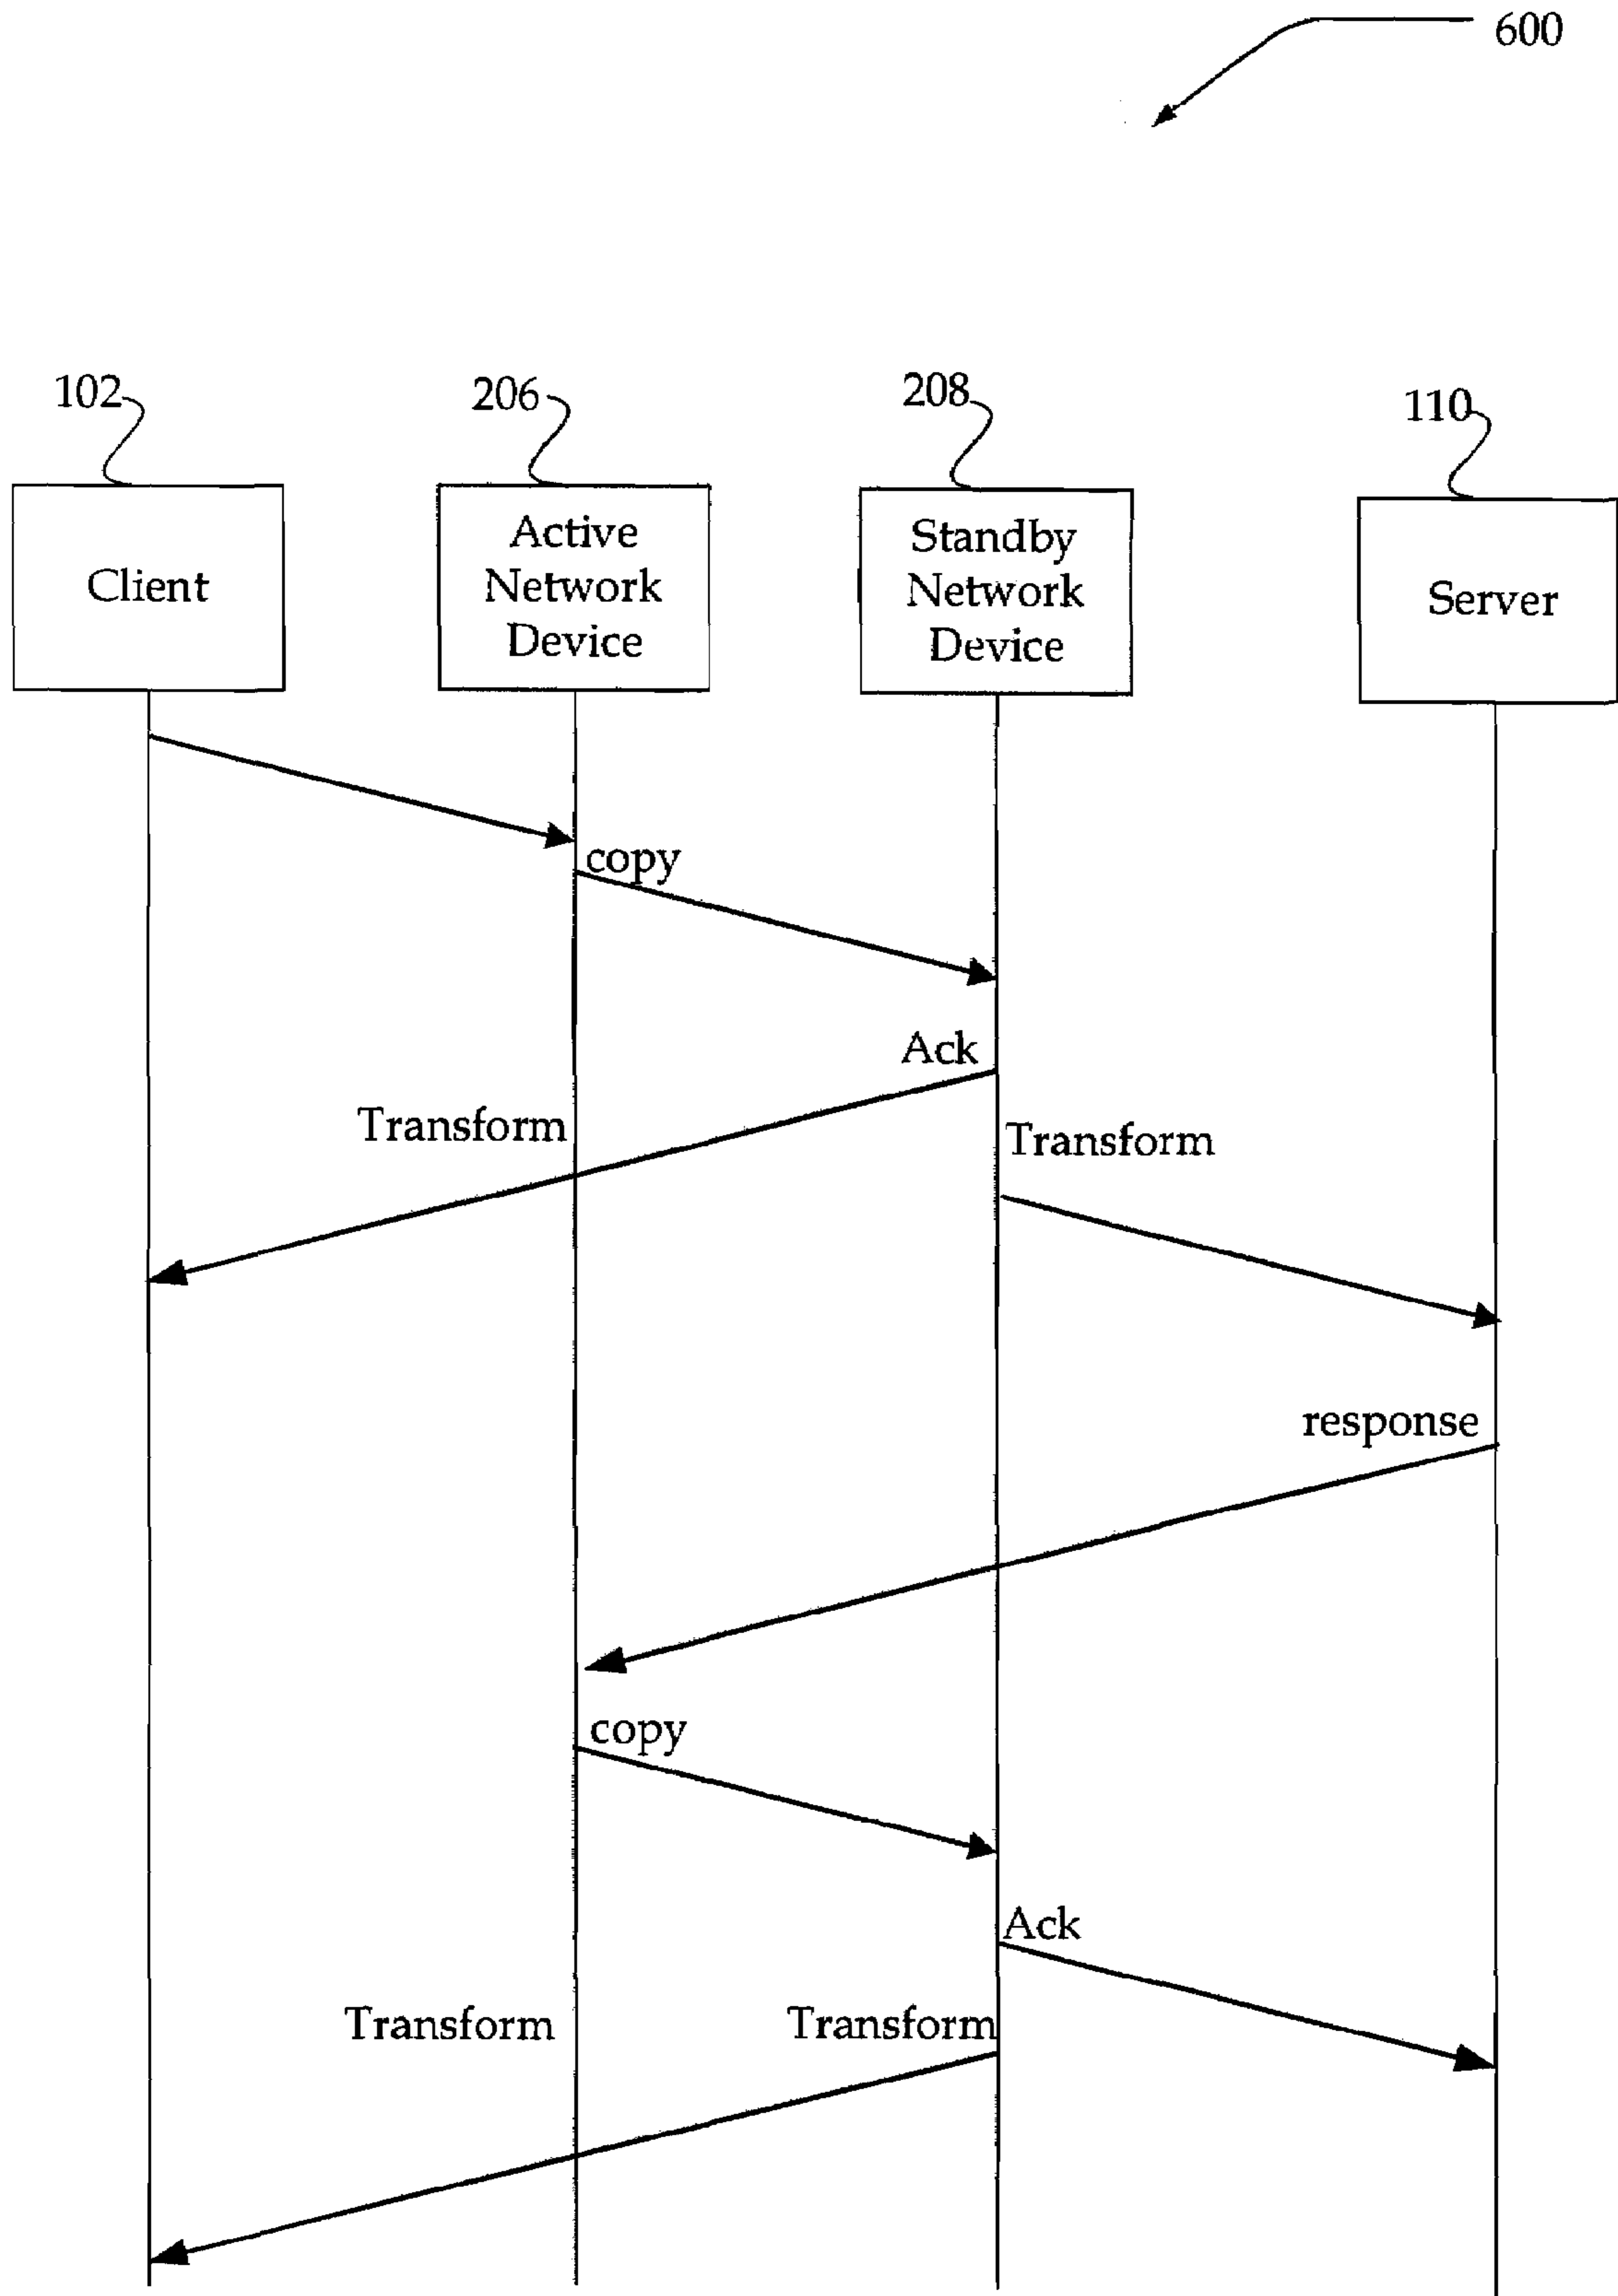 600
102
206
208
110
Client
Active
Network
Device
Standby
Network
Device
Server
copy
Ack
Transform
Transform
response
copy
Ack
Transform
Transform